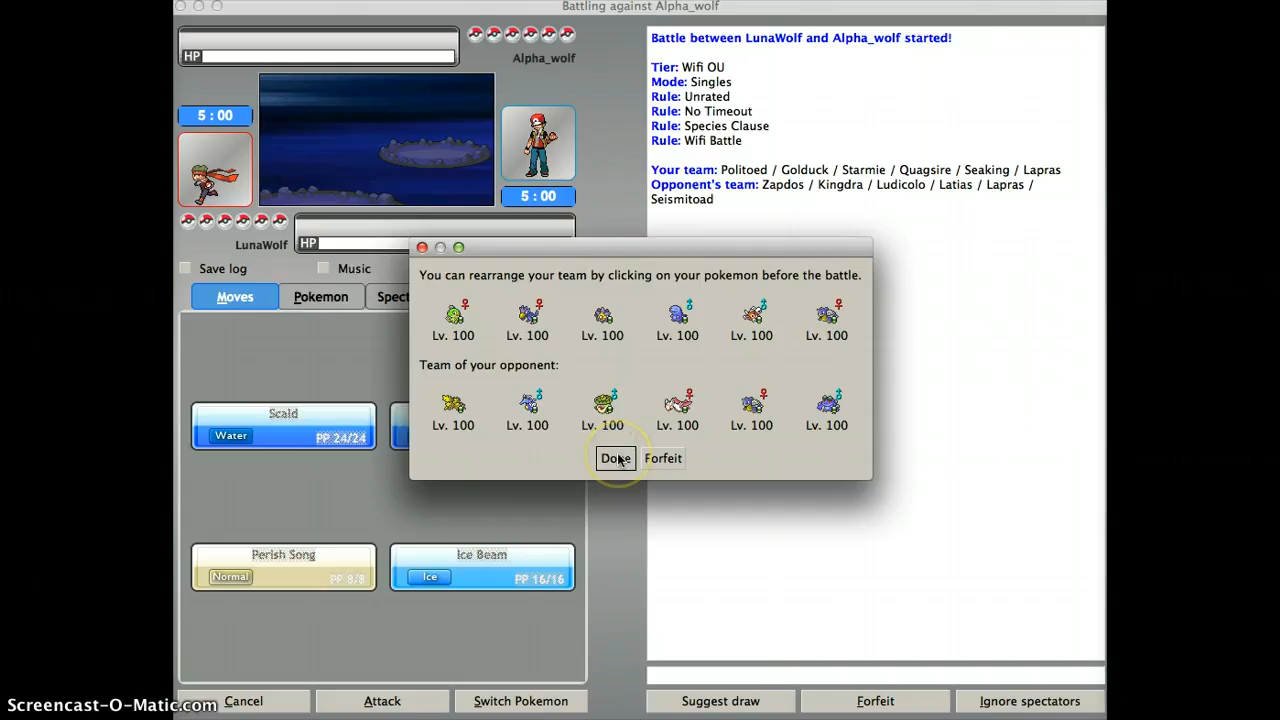 Battling against Alpha_wolf
HP
Alpha_wolf
5:00
5:00
LunaWolf
HP
Save log
Music
Moves
Pokemon
Spect
Scald
Water
PP 24/24
Perish Song
Normal
PP 8/8
Ice Beam
Ice
PP 16/16
You can rearrange your team by clicking on your pokemon before the battle.
Lv. 100 Lv. 100 Lv. 100 Lv. 100 Lv. 100 Lv. 100
Team of your opponent:
Lv. 100 Lv. 100 Lv. 100 Lv. 100 Lv. 100 Lv. 100
Done Forfeit
Battle between LunaWolf and Alpha_wolf started!
Tier: Wifi OU
Mode: Singles
Rule: Unrated
Rule: No Timeout
Rule: Species Clause
Rule: Wifi Battle
Your team: Politoed / Golduck / Starmie / Quagsire / Seaking / Lapras
Opponent's team: Zapdos / Kingdra / Ludicolo / Latias / Lapras /
Seismitoad
Cancel Attack Switch Pokemon Suggest draw Forfeit Ignore spectators
Screencast-O-Matic.com